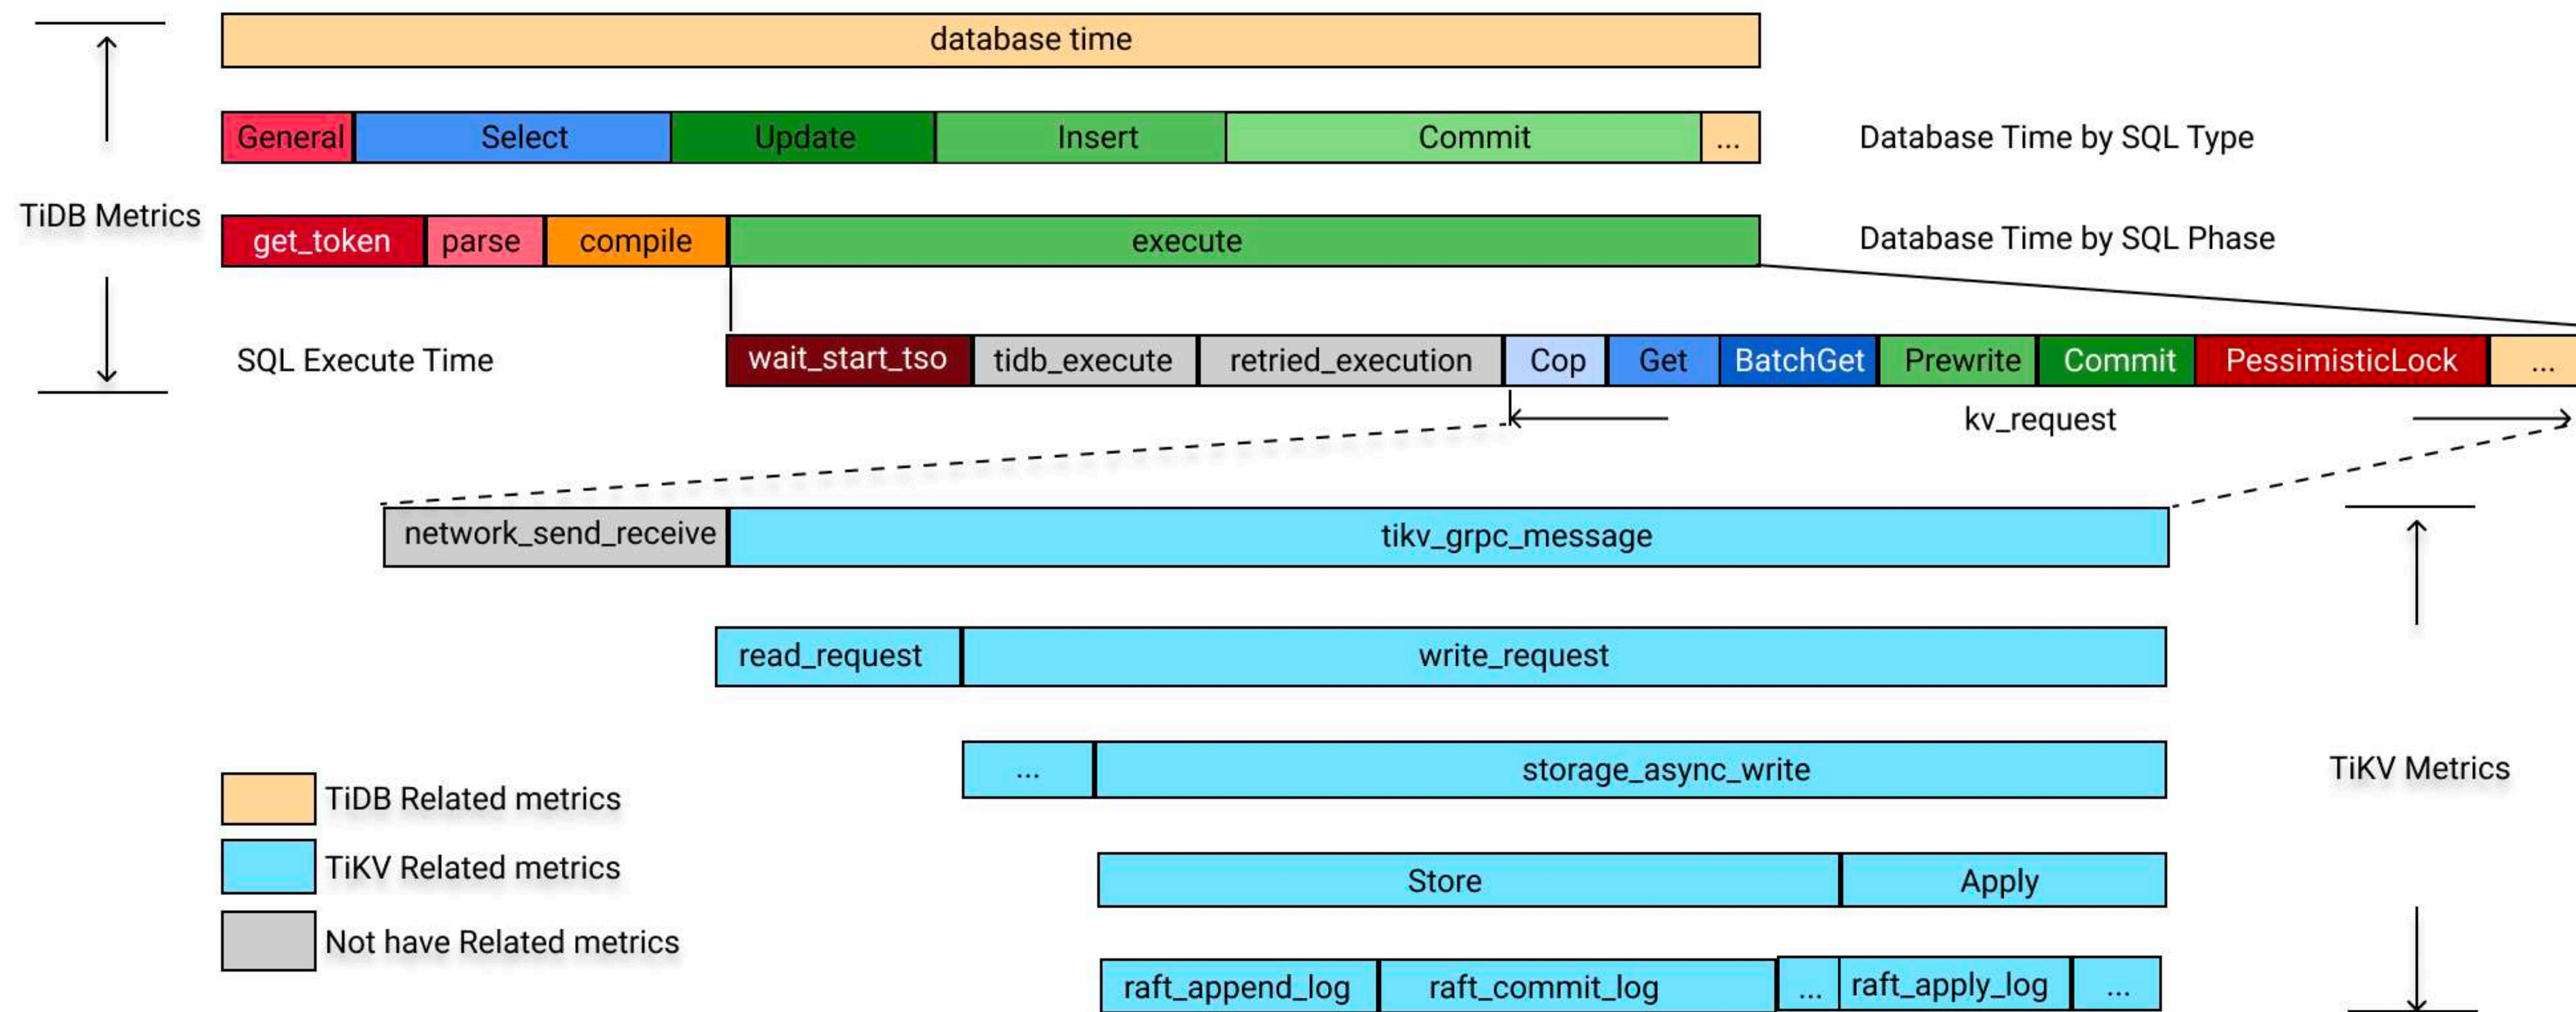 database time
General Select Update Insert Commit ... Database Time by SQL Type
TiDB Metrics
get_token parse compile execute Database Time by SQL Phase
SQL Execute Time wait_start_tso tidb_execute retried_execution Cop Get BatchGet Prewrite Commit PessimisticLock ...
kv_request
network_send_receive tikv_grpc_message
read_request write_request
... storage_async_write
TiKV Metrics
TiDB Related metrics
TiKV Related metrics
Not have Related metrics
Store Apply
raft_append_log raft_commit_log ... raft_apply_log ...